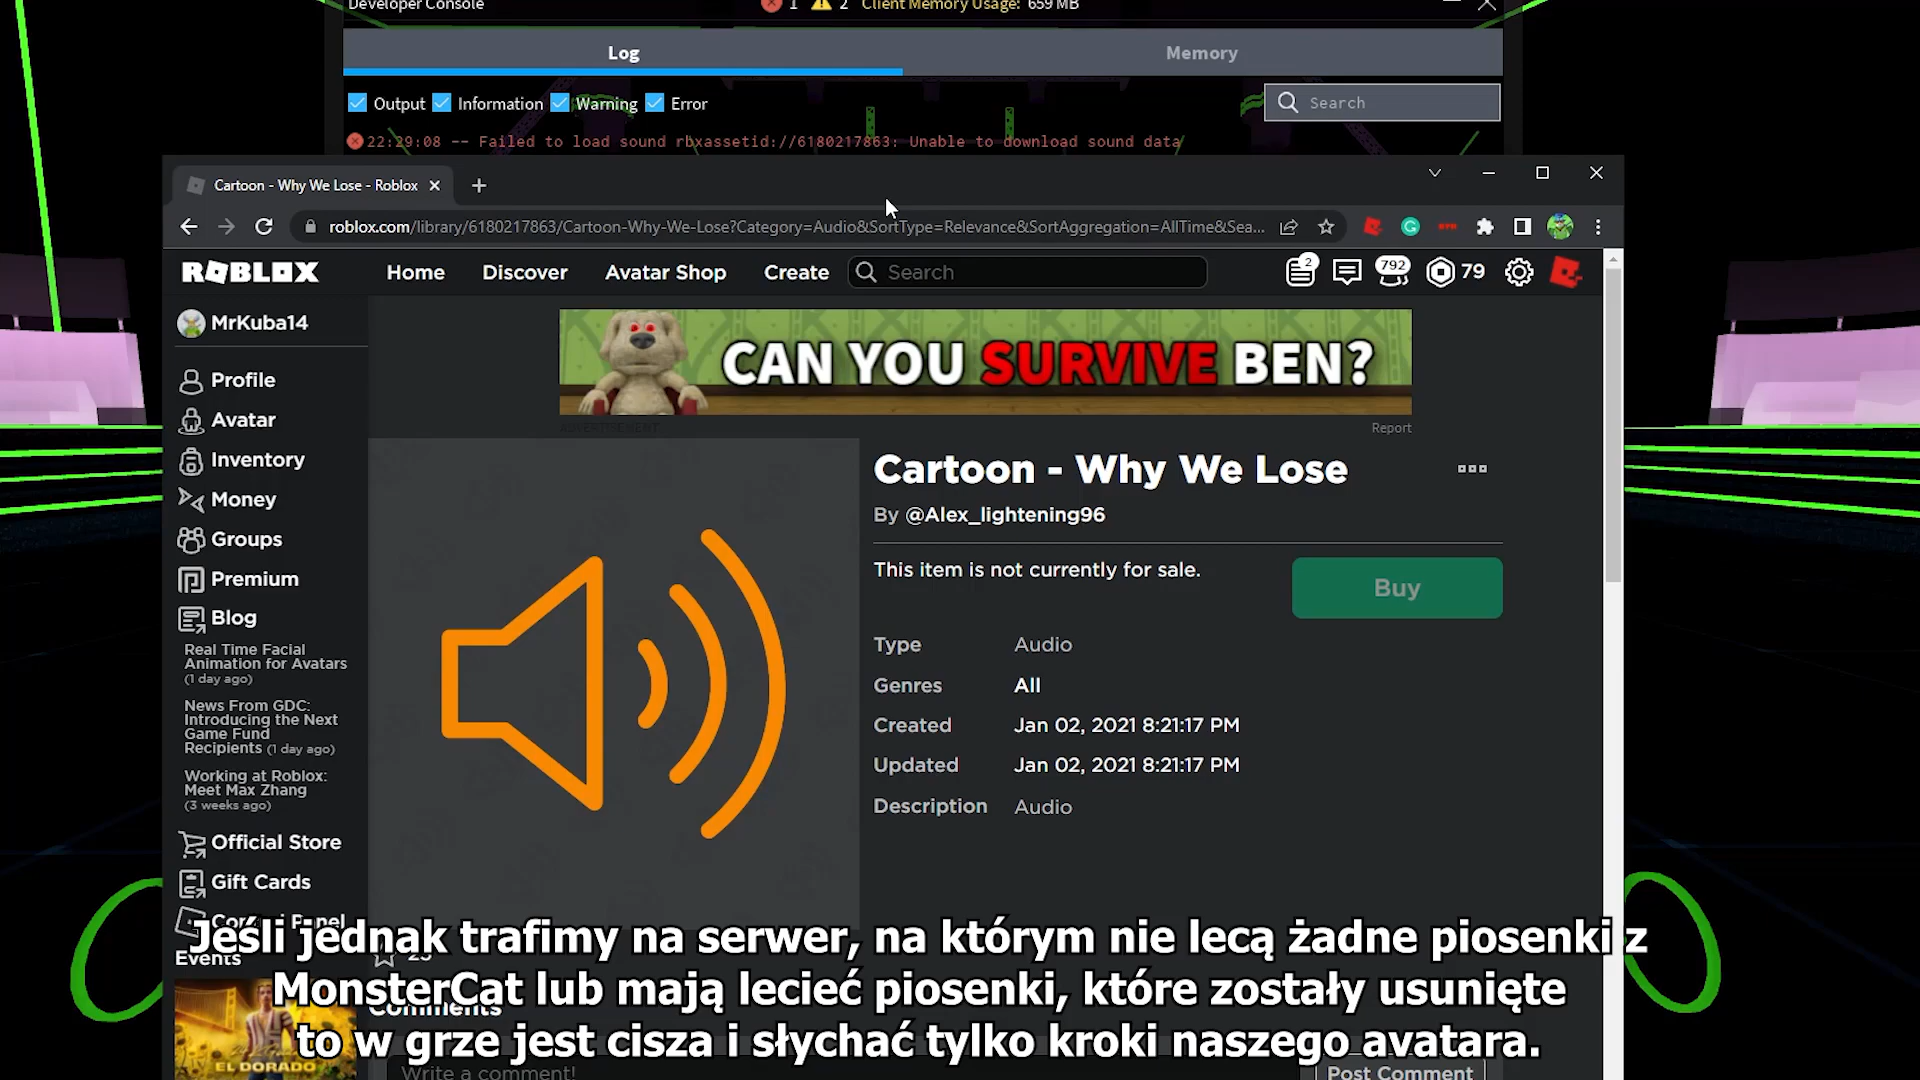 Developer Console
1
2
Client Memory Usage: 659 MB
Log
Memory
Output
Information
Warning
Error
Search
22:29:08 -- Failed to load sound rbxassetid://6180217863: Unable to download sound data
Cartoon - Why We Lose - Roblox
roblox.com/library/6180217863/Cartoon-Why-We-Lose?Category=Audio&SortType=Relevance&SortAggregation=AllTime&Sea...
ROBLOX
Home
Discover
Avatar Shop
Create
Search
2
792
79
MrKuba14
Profile
Avatar
Inventory
Money
Groups
Premium
Blog
Real Time Facial
Animation for Avatars
(1 day ago)
News From GDC:
Introducing the Next
Game Fund
Recipients (1 day ago)
Working at Roblox:
Meet Max Zhang
(3 weeks ago)
Official Store
Gift Cards
Events
EL DORADO
CAN YOU SURVIVE BEN?
ADVERTISEMENT
Report
Cartoon - Why We Lose
By @Alex_lightening96
This item is not currently for sale.
Buy
Type
Audio
Genres
All
Created
Jan 02, 2021 8:21:17 PM
Updated
Jan 02, 2021 8:21:17 PM
Description
Audio
Comments
Write a comment!
Post Comment
Jeśli jednak trafimy na serwer, na którym nie lecą żadne piosenki z
MonsterCat lub mają lecieć piosenki, które zostały usunięte
to w grze jest cisza i słychać tylko kroki naszego avatara.